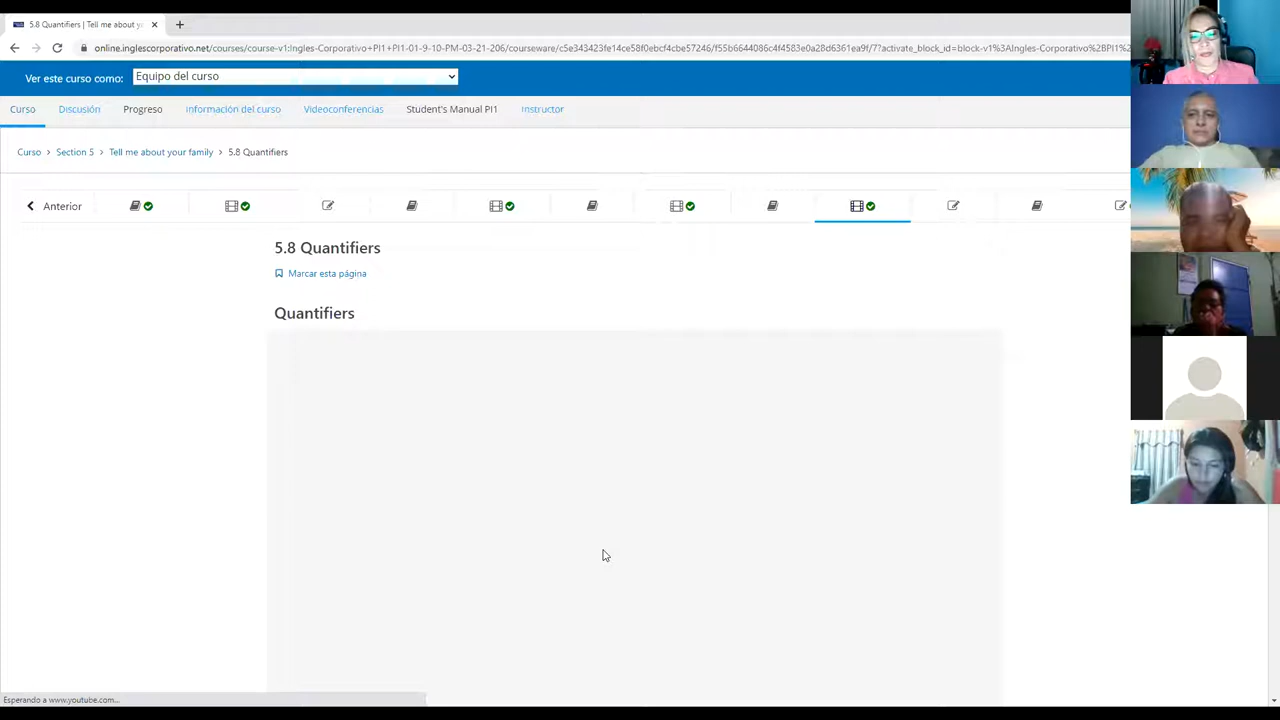 5.8 Quantifiers | Tell me about y
online.inglescorporativo.net/courses/course-v1:Ingles-Corporativo+PI1+PI1-01-9-10-PM-03-21-
courseware/c5e343423fe14ce58f0ebcf4cbe57246/f55b6644086c4f4583e0a28d6361ea9f/7?activate_block_id=block-v1%3AIngles-Corporativo%2BPI1%
Ver este curso como: Equipo del curso
Curso Discusión Progreso Información del curso Videoconferencias Student's Manual PI1 Instructor
Curso > Section 5 > Tell me about your family > 5.8 Quantifiers
Anterior
5.8 Quantifiers
Marcar esta página
Quantifiers
Esperando a www.youtube.com...